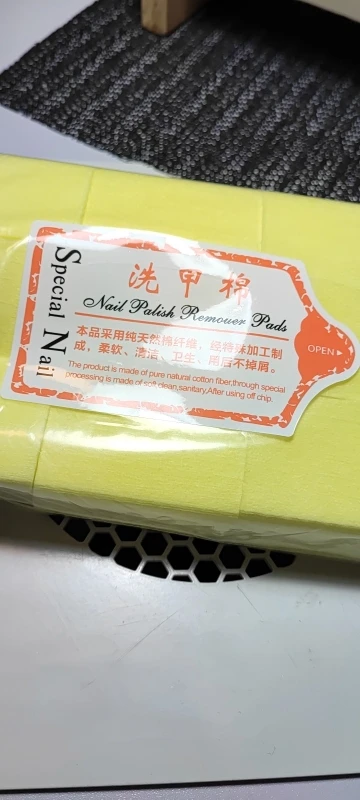 Special Nail
洗甲棉
Nail Palish Remouer Pads
本品采用纯天然棉纤维，经特殊加工制
成，柔软、清洁、卫生、用后不掉屑。
The product is made of pure natural cotton fiber,through special
processing is made of soft,clean,sanitary,After using off chip.
OPEN